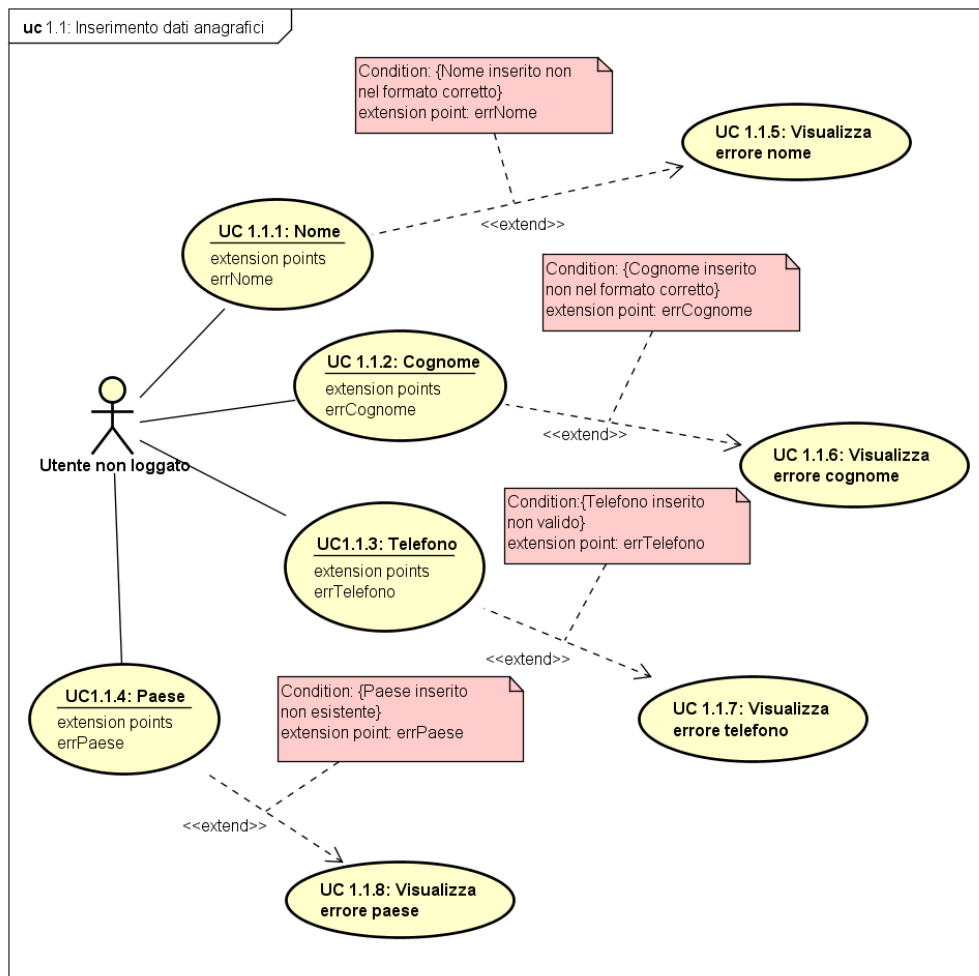 uc 1.1: Inserimento dati anagrafici
Condition: {Nome inserito non
nel formato corretto}
extension point: errNome
UC 1.1.5: Visualizza
errore nome
<<extend>>
UC 1.1.1: Nome
extension points
errNome
Condition: {Cognome inserito
non nel formato corretto}
extension point: errCognome
UC 1.1.2: Cognome
extension points
errCognome
<<extend>>
UC 1.1.6: Visualizza
errore cognome
Utente non loggato
Condition:{Telefono inserito
non valido}
extension point: errTelefono
UC1.1.3: Telefono
extension points
errTelefono
<<extend>>
UC 1.1.7: Visualizza
errore telefono
UC1.1.4: Paese
extension points
errPaese
Condition: {Paese inserito
non esistente}
extension point: errPaese
<<extend>>
UC 1.1.8: Visualizza
errore paese